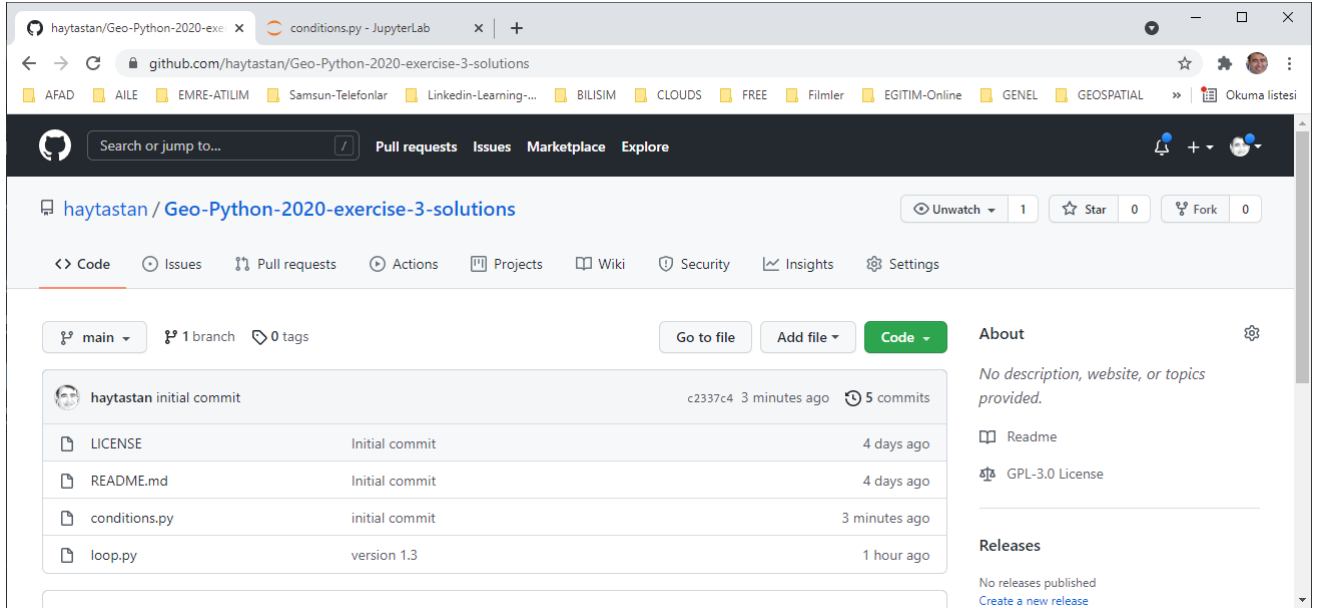 haytastan/Geo-Python-2020-exe
conditions.py - JupyterLab
github.com/haytastan/Geo-Python-2020-exercise-3-solutions
AFAD AILE EMRE-ATILIM Samsun-Telefonlar Linkedin-Learning-... BILISIM CLOUDS FREE Filmler EGITIM-Online GENEL GEOSPATIAL » Okuma listesi
Search or jump to... / Pull requests Issues Marketplace Explore
haytastan / Geo-Python-2020-exercise-3-solutions
Unwatch 1 Star 0 Fork 0
<> Code Issues Pull requests Actions Projects Wiki Security Insights Settings
main 1 branch 0 tags Go to file Add file Code
About
haytastan initial commit c2337c4 3 minutes ago 5 commits
No description, website, or topics
provided.
LICENSE Initial commit 4 days ago
Readme
README.md Initial commit 4 days ago
GPL-3.0 License
conditions.py initial commit 3 minutes ago
loop.py version 1.3 1 hour ago
Releases
No releases published
Create a new release